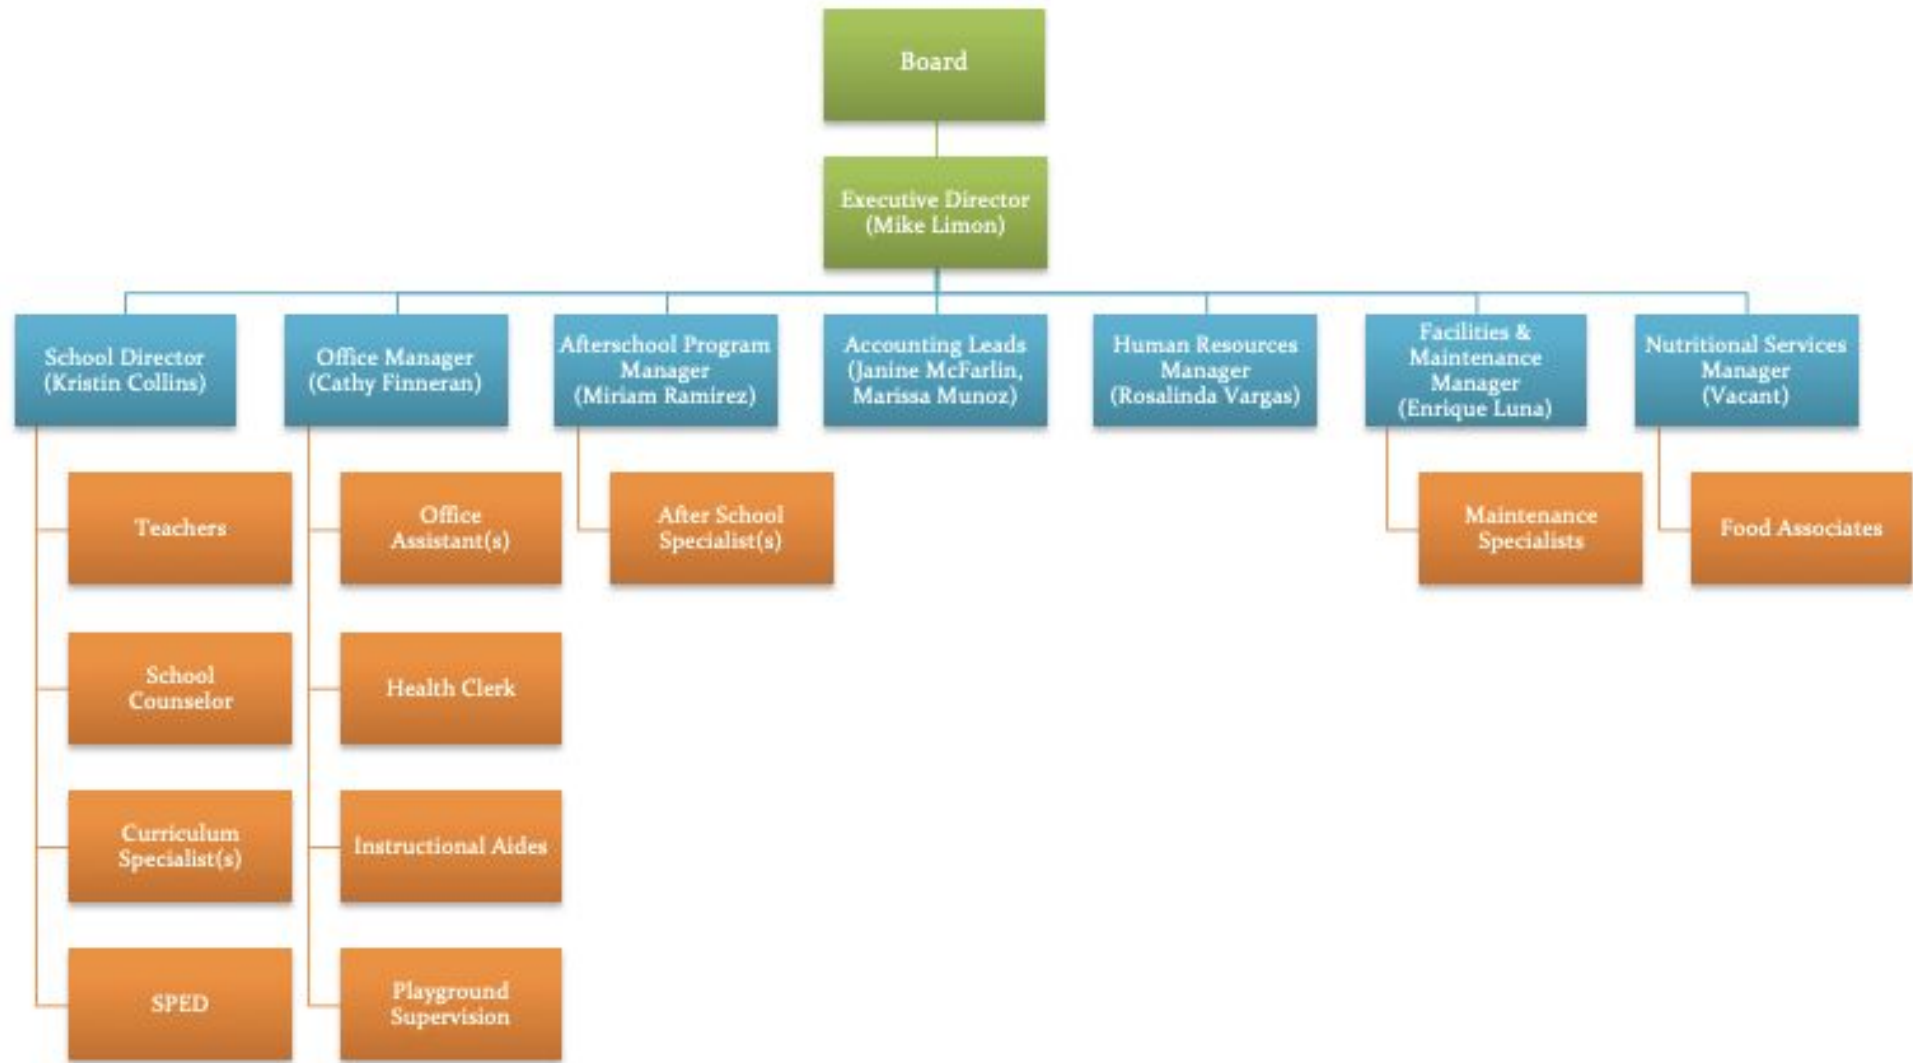 Board
Executive Director
(Mike Limon)
School Director
(Kristin Collins)
Office Manager
(Cathy Finneran)
Afterschool Program
Manager
(Miriam Ramirez)
Accounting Leads
(Janine McFarlin,
Marissa Munoz)
Human Resources
Manager
(Rosalinda Vargas)
Facilities &
Maintenance
Manager
(Enrique Luna)
Nutritional Services
Manager
(Vacant)
Teachers
Office
Assistant(s)
After School
Specialist(s)
Maintenance
Specialists
Food Associates
School
Counselor
Health Clerk
Curriculum
Specialist(s)
Instructional Aides
SPED
Playground
Supervision